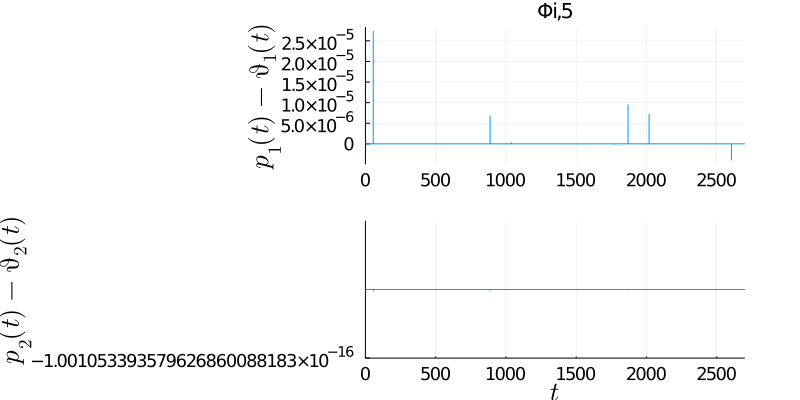 Φi,5
p₁(t) − ϑ₁(t)
2.5×10⁻⁵
2.0×10⁻⁵
1.5×10⁻⁵
1.0×10⁻⁵
5.0×10⁻⁶
0
0 500 1000 1500 2000 2500
p₂(t) − ϑ₂(t)
−1.001053393579626860088183×10⁻¹⁶
0 500 1000 1500 2000 2500
t